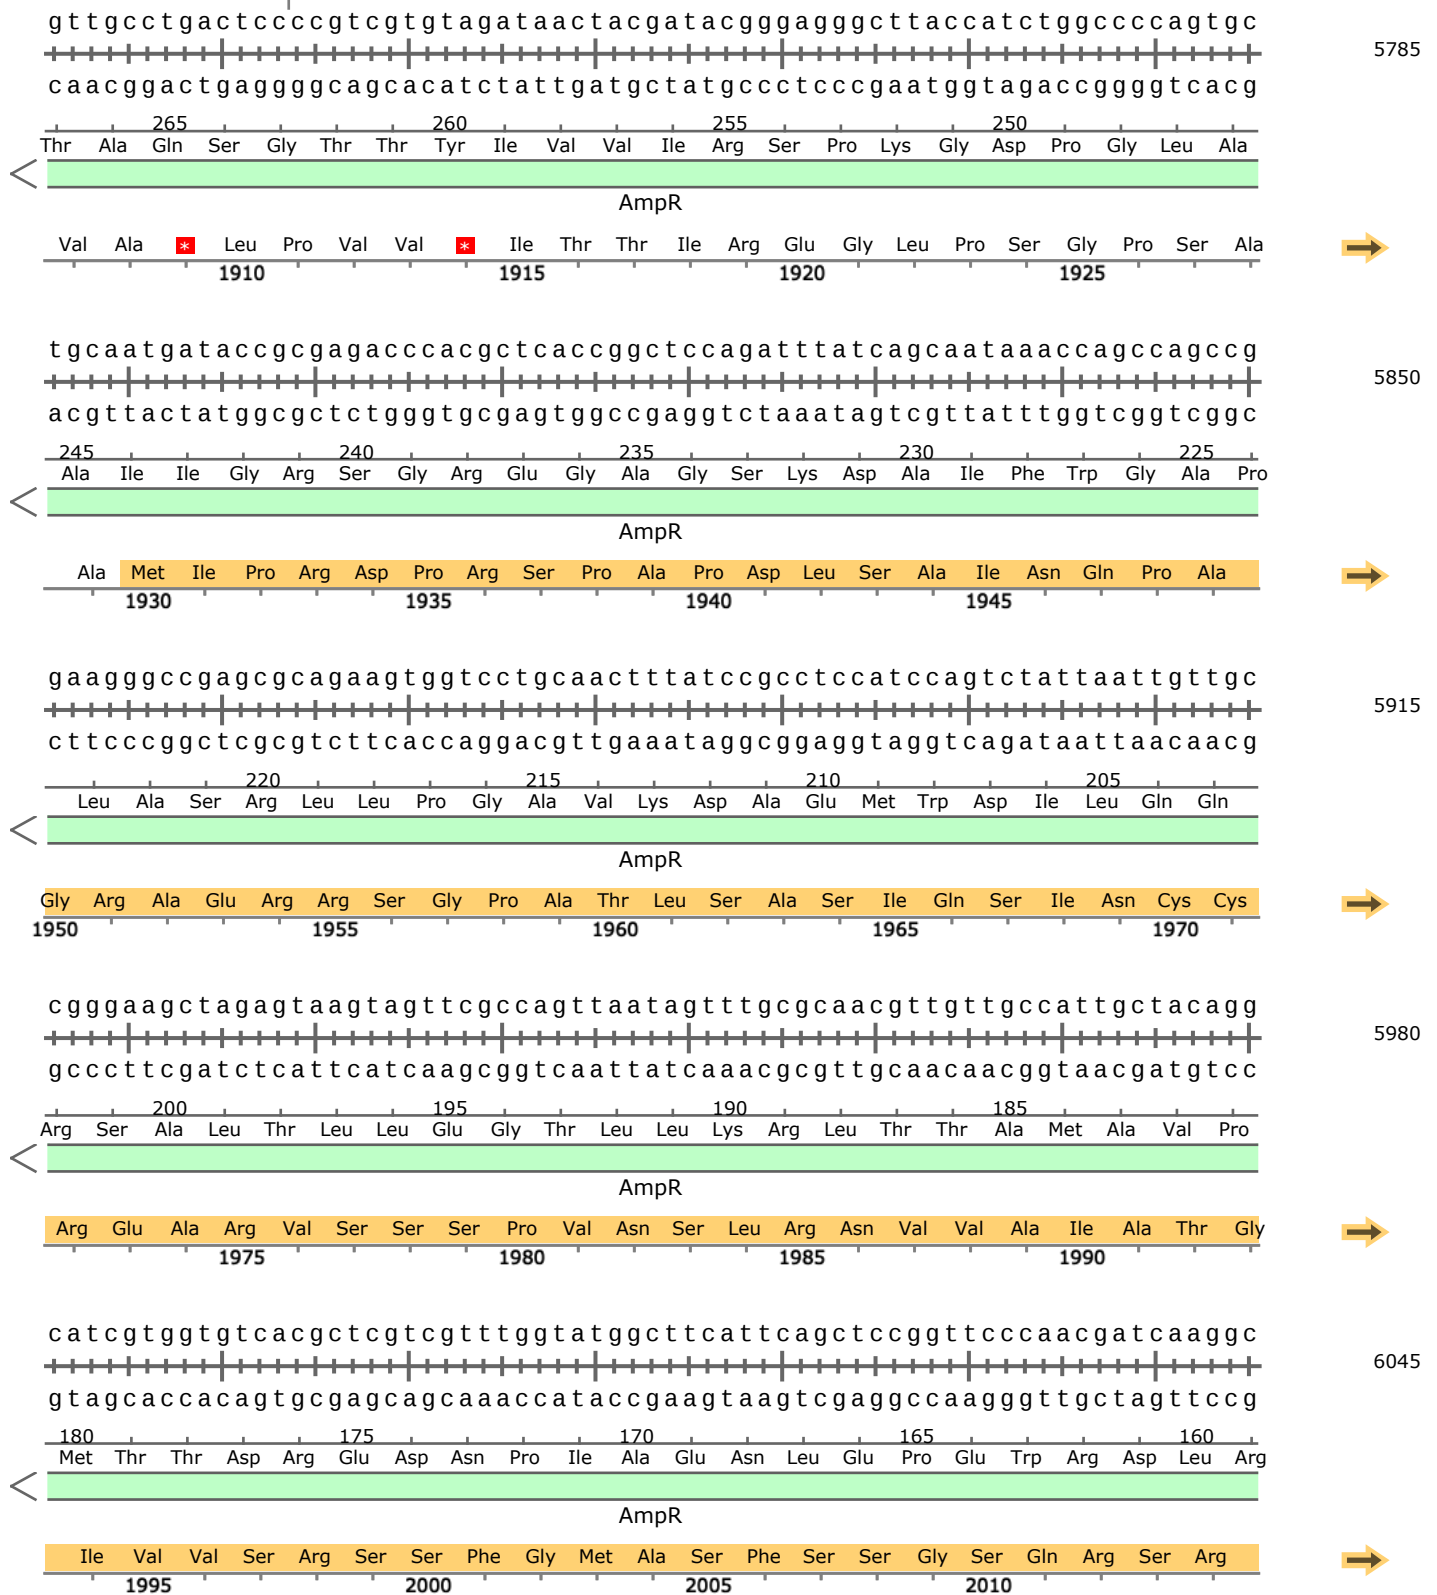 gttgcctgactccccgtcgtgtagataactacgatacgggagggcttaccatctggccccagtgc 5785
caacggactgaggggcagcacatctattgatgctatgccctcccgaatggtagaccggggtcacg
265 260 255 250
Thr Ala Gln Ser Gly Thr Thr Tyr Ile Val Val Ile Arg Ser Pro Lys Gly Asp Pro Gly Leu Ala
AmpR
Val Ala * Leu Pro Val Val * Ile Thr Thr Ile Arg Glu Gly Leu Pro Ser Gly Pro Ser Ala
1910 1915 1920 1925
tgcaatgataccgcgagacccacgctcaccggctccagatttatcagcaataaaccagccagccg 5850
acgttactatggcgctctgggtgcgagtggccgaggtctaaatagtcgttatttggtcggtcggc
245 240 235 230 225
Ala Ile Ile Gly Arg Ser Gly Arg Glu Gly Ala Gly Ser Lys Asp Ala Ile Phe Trp Gly Ala Pro
AmpR
Ala Met Ile Pro Arg Asp Pro Arg Ser Pro Ala Pro Asp Leu Ser Ala Ile Asn Gln Pro Ala
1930 1935 1940 1945
gaagggccgagcgcagaagtggtcctgcaactttatccgcctccatccagtctattaattgttgc 5915
cttcccggctcgcgtcttcaccaggacgttgaaataggcggaggtaggtcagataattaacaacg
220 215 210 205
Leu Ala Ser Arg Leu Leu Pro Gly Ala Val Lys Asp Ala Glu Met Trp Asp Ile Leu Gln Gln
AmpR
Gly Arg Ala Glu Arg Arg Ser Gly Pro Ala Thr Leu Ser Ala Ser Ile Gln Ser Ile Asn Cys Cys
1950 1955 1960 1965 1970
cgggaagctagagtaagtagttcgccagttaatagtttgcgcaacgttgttgccattgctacagg 5980
gcccttcgatctcattcatcaagcggtcaattatcaaacgcgttgcaacaacggtaacgatgtcc
200 195 190 185
Arg Ser Ala Leu Thr Leu Leu Glu Gly Thr Leu Leu Lys Arg Leu Thr Thr Ala Met Ala Val Pro
AmpR
Arg Glu Ala Arg Val Ser Ser Ser Pro Val Asn Ser Leu Arg Asn Val Val Ala Ile Ala Thr Gly
1975 1980 1985 1990
catcgtggtgtcacgctcgtcgtttggtatggcttcattcagctccggttcccaacgatcaaggc 6045
gtagcaccacagtgcgagcagcaaaccataccgaagtaagtcgaggccaagggttgctagttccg
180 175 170 165 160
Met Thr Thr Asp Arg Glu Asp Asn Pro Ile Ala Glu Asn Leu Glu Pro Glu Trp Arg Asp Leu Arg
AmpR
Ile Val Val Ser Arg Ser Ser Phe Gly Met Ala Ser Phe Ser Ser Gly Ser Gln Arg Ser Arg
1995 2000 2005 2010